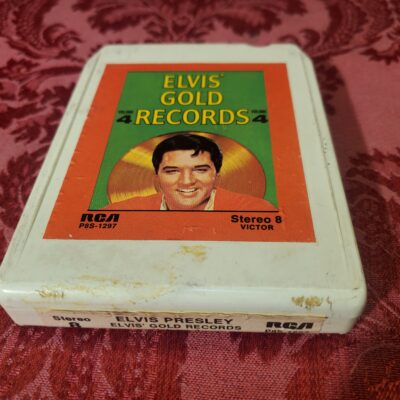 ELVIS'
GOLD
VOLUME 4 RECORDS VOLUME 4
RCA Stereo 8
P8S-1297 VICTOR
Stereo 8 ELVIS PRESLEY RCA
ELVIS' GOLD RECORDS